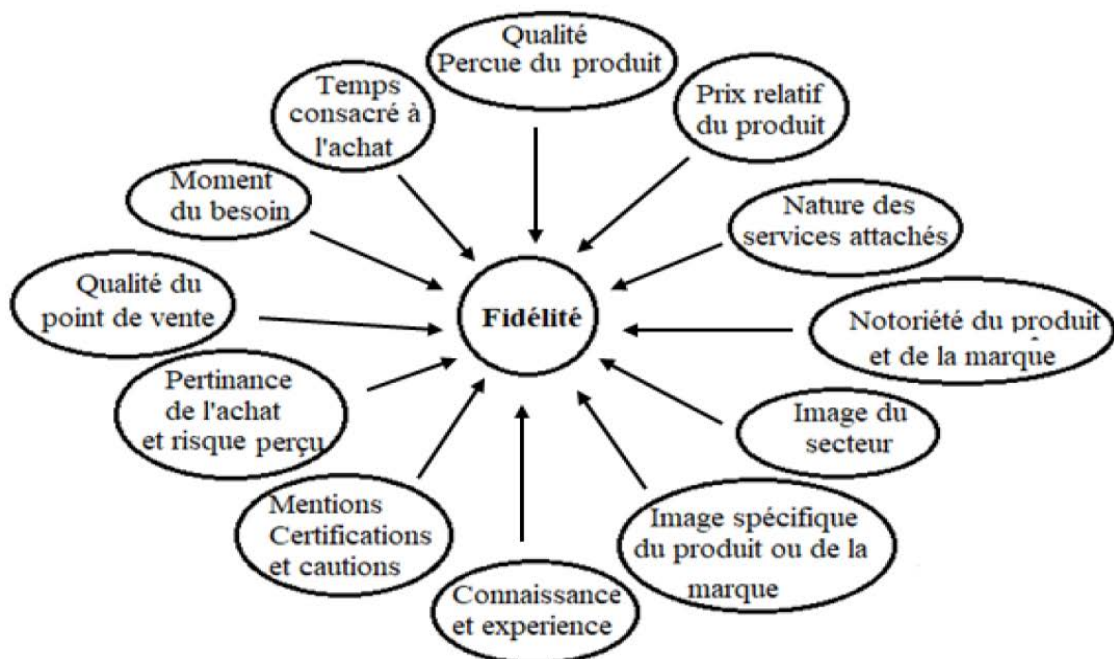 Qualité
Percue du produit
Temps
consacré à
l'achat
Prix relatif
du produit
Moment
du besoin
Nature des
services attachés
Qualité du
point de vente
Fidélité
Notoriété du produit
et de la marque
Pertinance
de l'achat
et risque perçu
Image du
secteur
Mentions
Certifications
et cautions
Image spécifique
du produit ou de la
marque
Connaissance
et experience